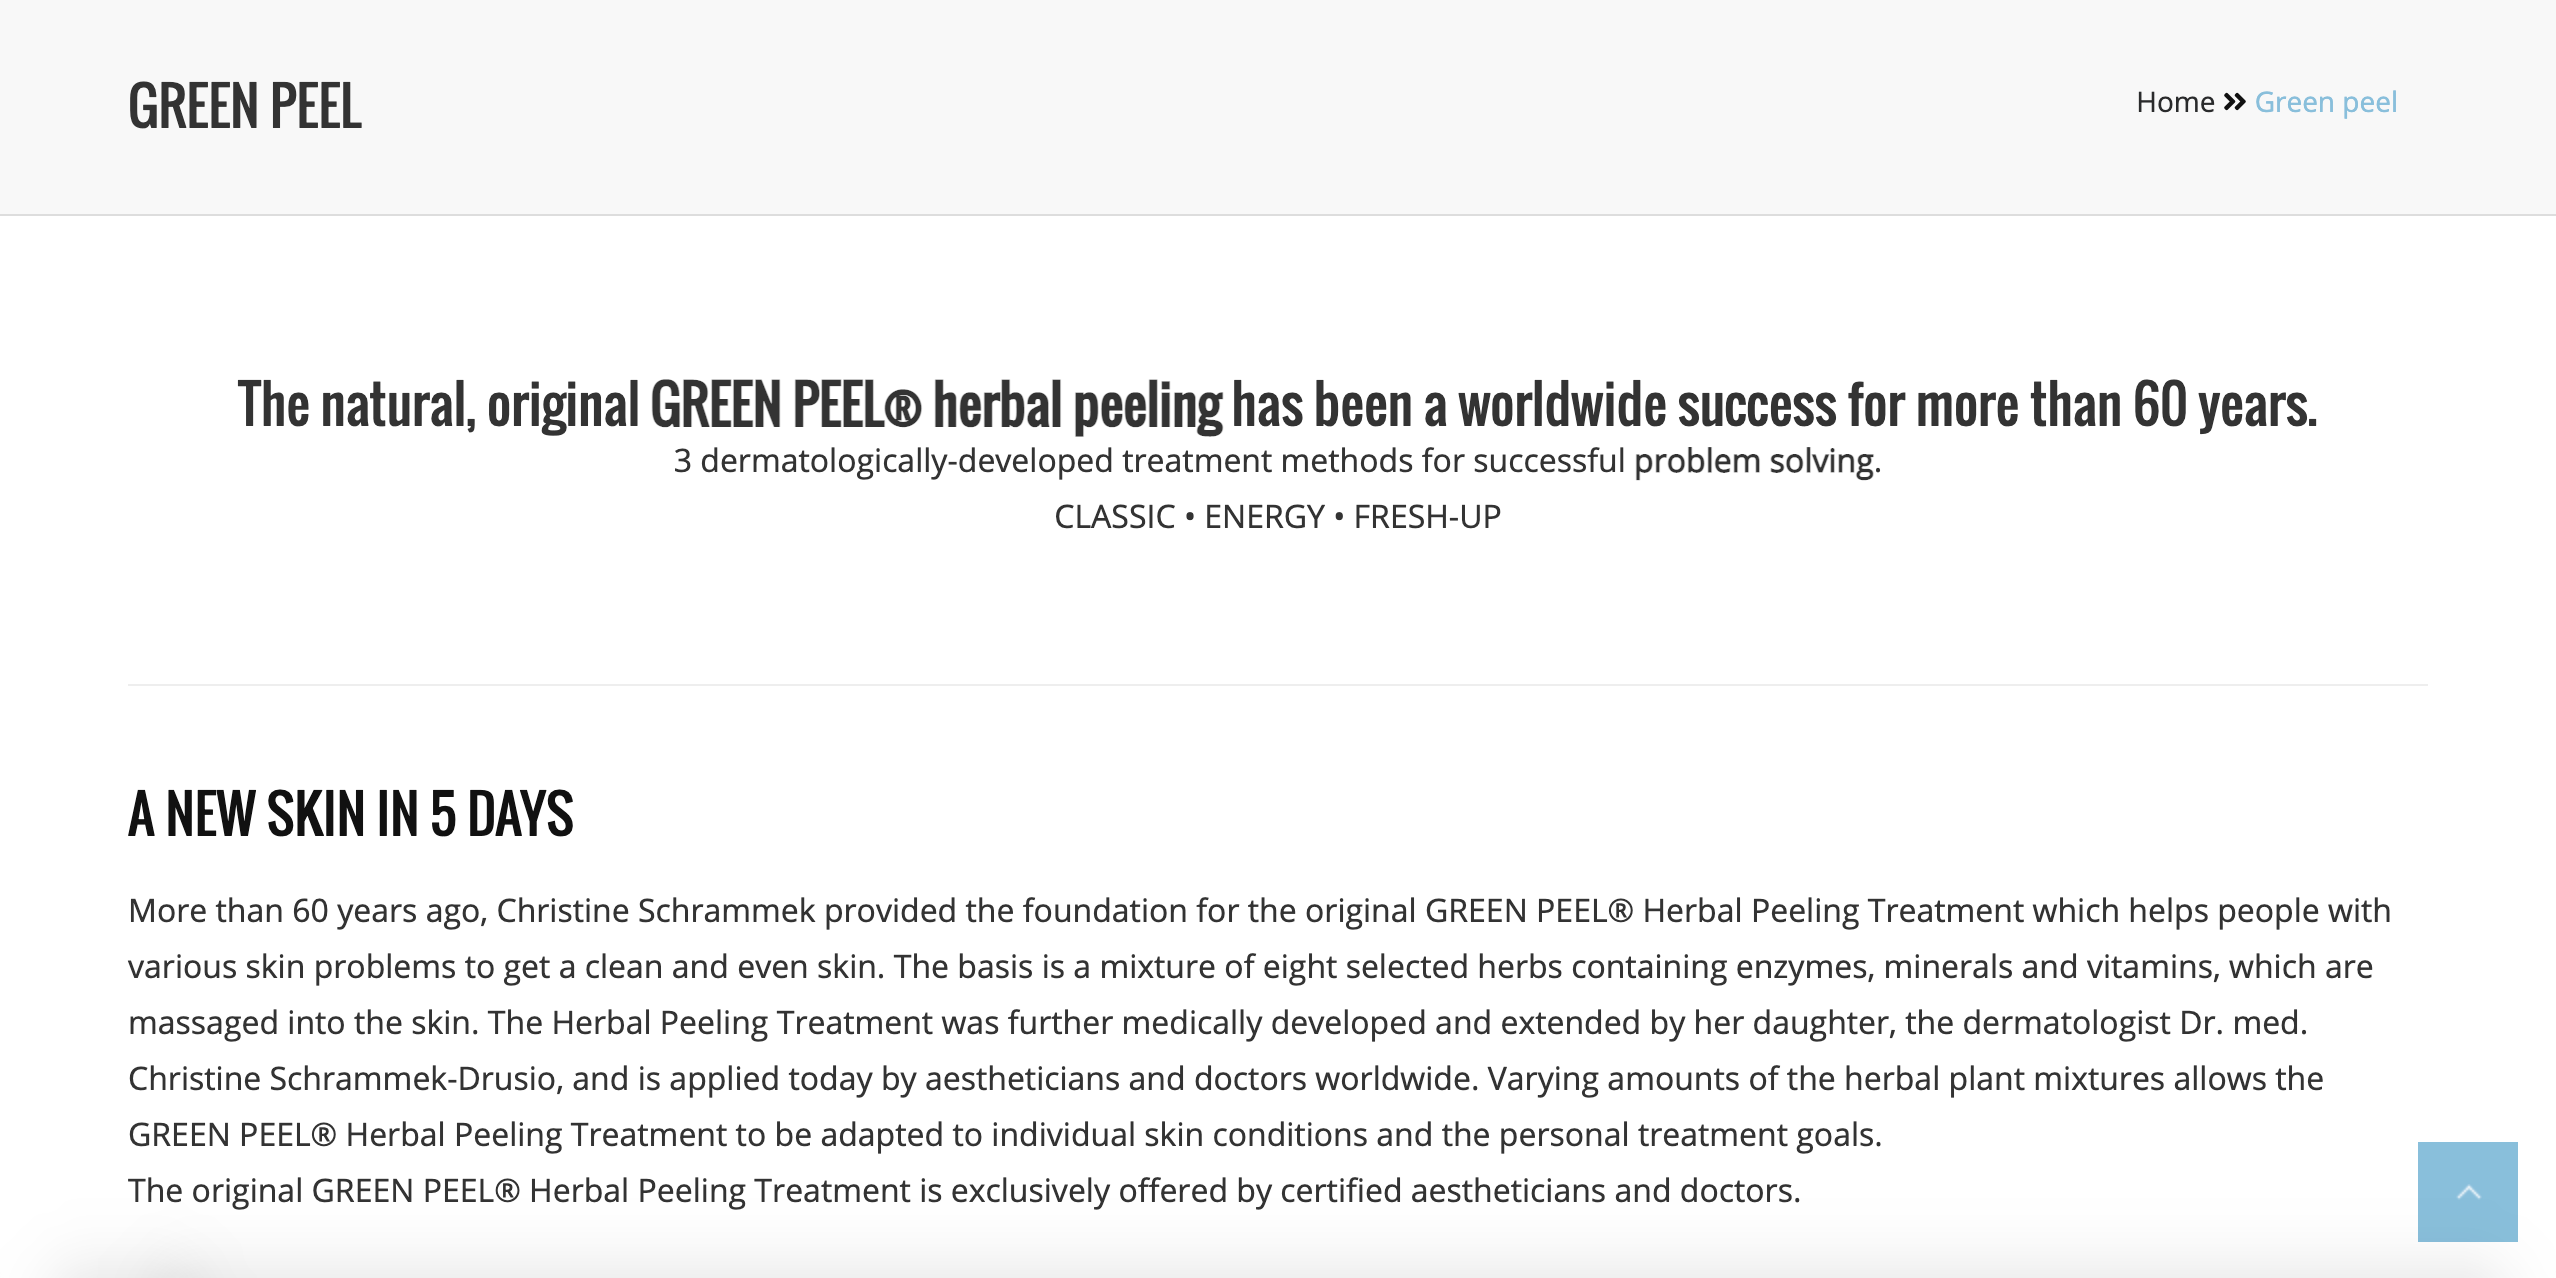 GREEN PEEL
Home » Green peel
The natural, original GREEN PEEL® herbal peeling has been a worldwide success for more than 60 years.
3 dermatologically-developed treatment methods for successful problem solving.
CLASSIC • ENERGY • FRESH-UP
A NEW SKIN IN 5 DAYS
More than 60 years ago, Christine Schrammek provided the foundation for the original GREEN PEEL® Herbal Peeling Treatment which helps people with
various skin problems to get a clean and even skin. The basis is a mixture of eight selected herbs containing enzymes, minerals and vitamins, which are
massaged into the skin. The Herbal Peeling Treatment was further medically developed and extended by her daughter, the dermatologist Dr. med.
Christine Schrammek-Drusio, and is applied today by aestheticians and doctors worldwide. Varying amounts of the herbal plant mixtures allows the
GREEN PEEL® Herbal Peeling Treatment to be adapted to individual skin conditions and the personal treatment goals.
The original GREEN PEEL® Herbal Peeling Treatment is exclusively offered by certified aestheticians and doctors.